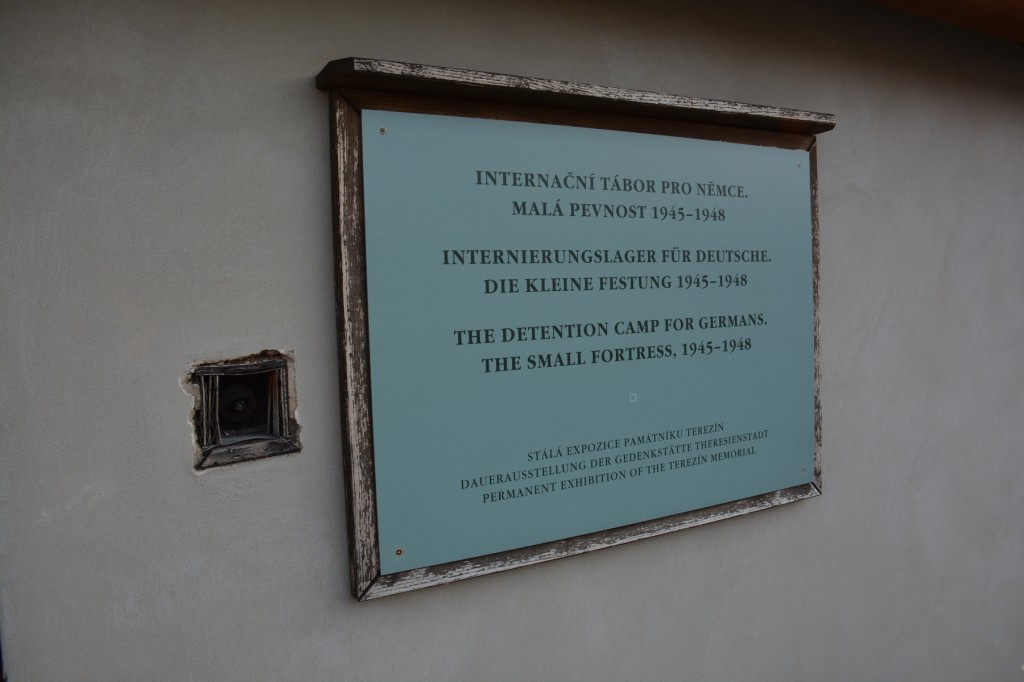 INTERNAČNÍ TÁBOR PRO NĚMCE.
MALÁ PEVNOST 1945–1948
INTERNIERUNGSLAGER FÜR DEUTSCHE.
DIE KLEINE FESTUNG 1945–1948
THE DETENTION CAMP FOR GERMANS.
THE SMALL FORTRESS, 1945–1948
STÁLÁ EXPOZICE PAMÁTNÍKU TEREZÍN
DAUERAUSSTELLUNG DER GEDENKSTÄTTE THERESIENSTADT
PERMANENT EXHIBITION OF THE TEREZÍN MEMORIAL